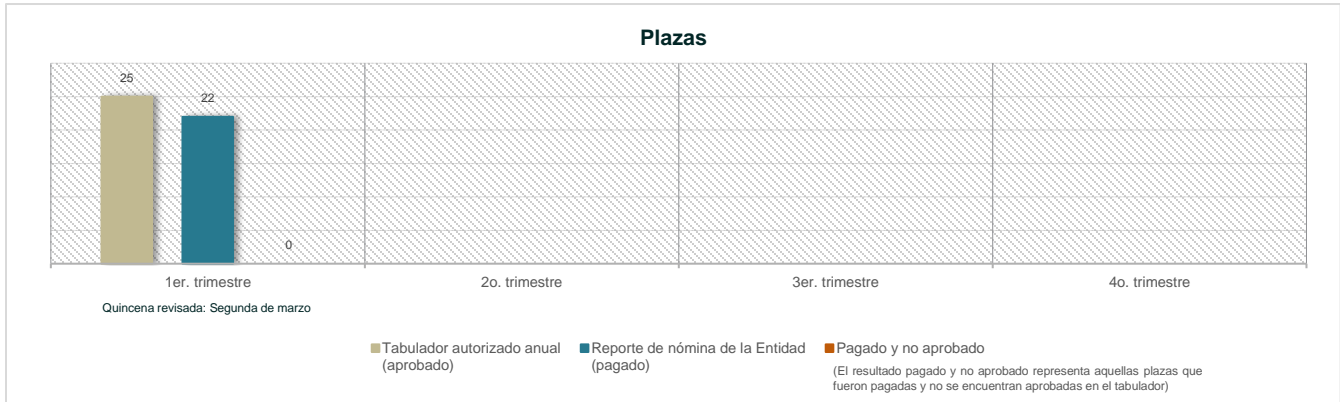 Plazas
25
22
0
1er. trimestre
2o. trimestre
3er. trimestre
4o. trimestre
Quincena revisada: Segunda de marzo
Tabulador autorizado anual
(aprobado)
Reporte de nómina de la Entidad
(pagado)
Pagado y no aprobado
(El resultado pagado y no aprobado representa aquellas plazas que
fueron pagadas y no se encuentran aprobadas en el tabulador)